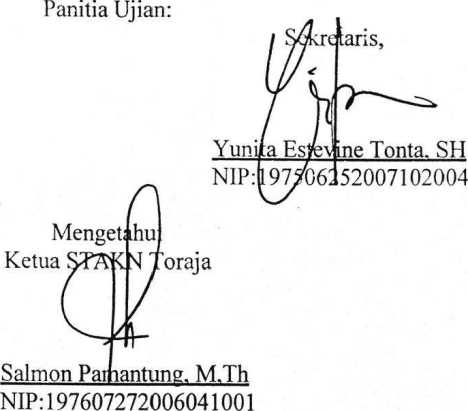 Panitia Ujian:
Sekretaris,
Yunita Estevine Tonta, SH
NIP:197506252007102004
Mengetahui
Ketua STAKN Toraja
Salmon Pamantung, M.Th
NIP:197607272006041001